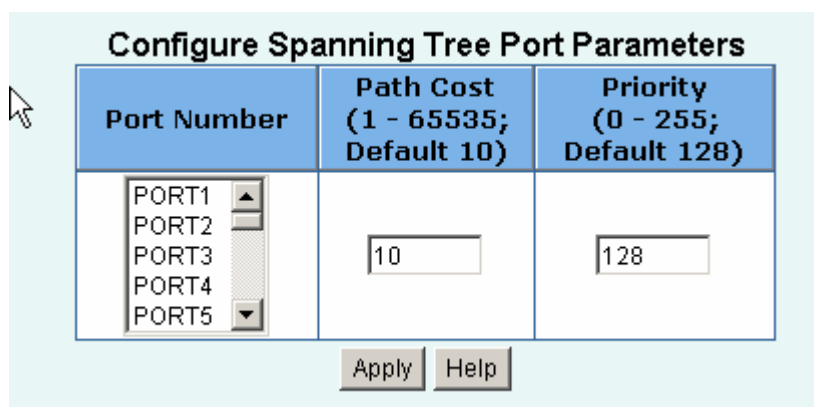 Configure Spanning Tree Port Parameters
Port Number
Path Cost
(1 - 65535;
Default 10)
Priority
(0 - 255;
Default 128)
PORT1
PORT2
PORT3
PORT4
PORT5
10
128
Apply
Help